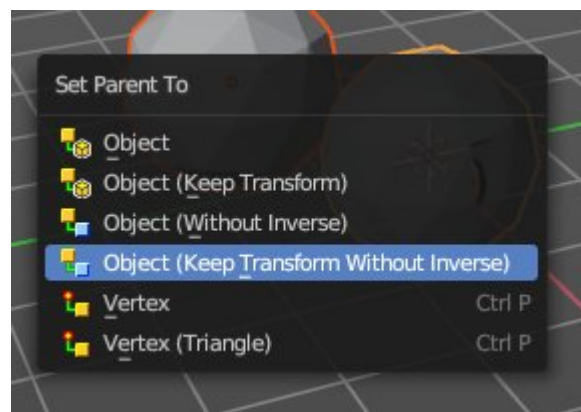 Set Parent To
Object
Object (Keep Transform)
Object (Without Inverse)
Object (Keep Transform Without Inverse)
Vertex Ctrl P
Vertex (Triangle) Ctrl P